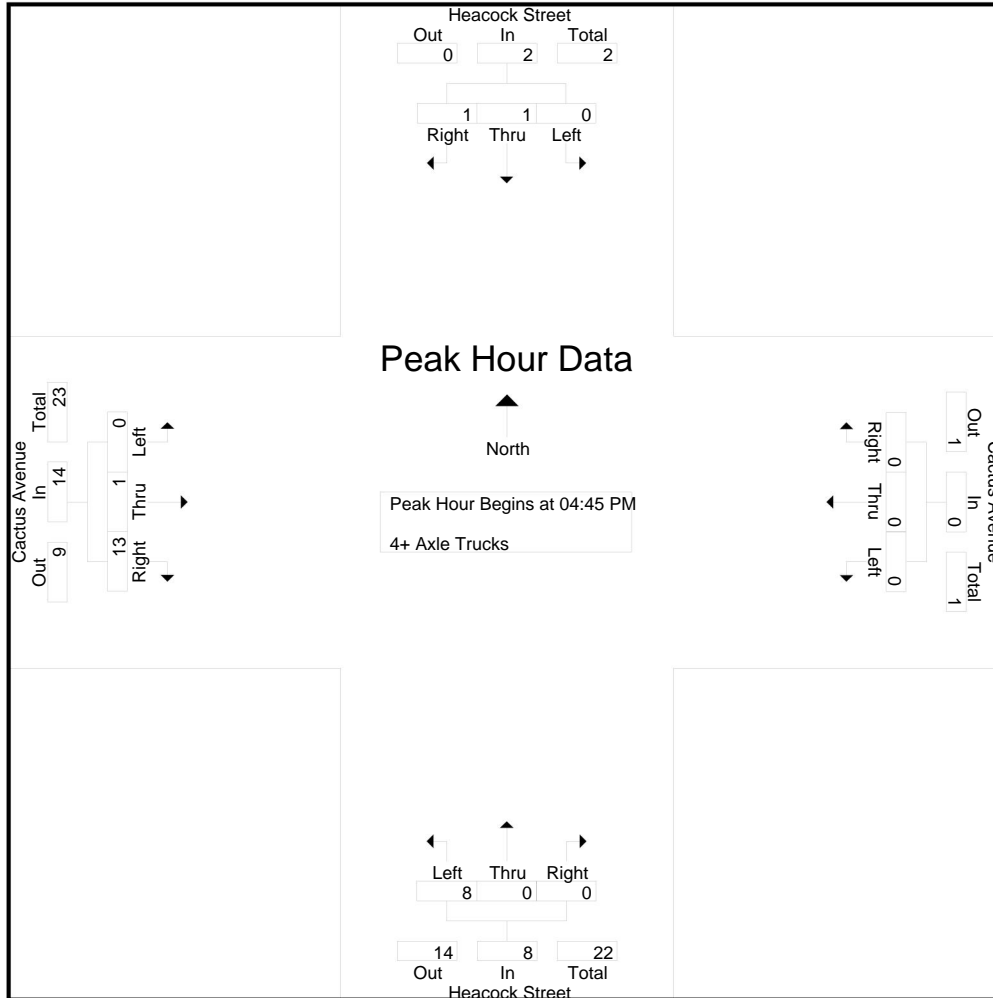 Heacock Street
Out In Total
0 2 2
1 1 0
Right Thru Left
Peak Hour Data
North
Peak Hour Begins at 04:45 PM
4+ Axle Trucks
Cactus Avenue
Out In Total
9 14 23
0 1 13
Left Thru Right
Cactus Avenue
Out In Total
1 0 1
Right Thru Left
0 0 0
Left Thru Right
8 0 0
14 8 22
Out In Total
Heacock Street